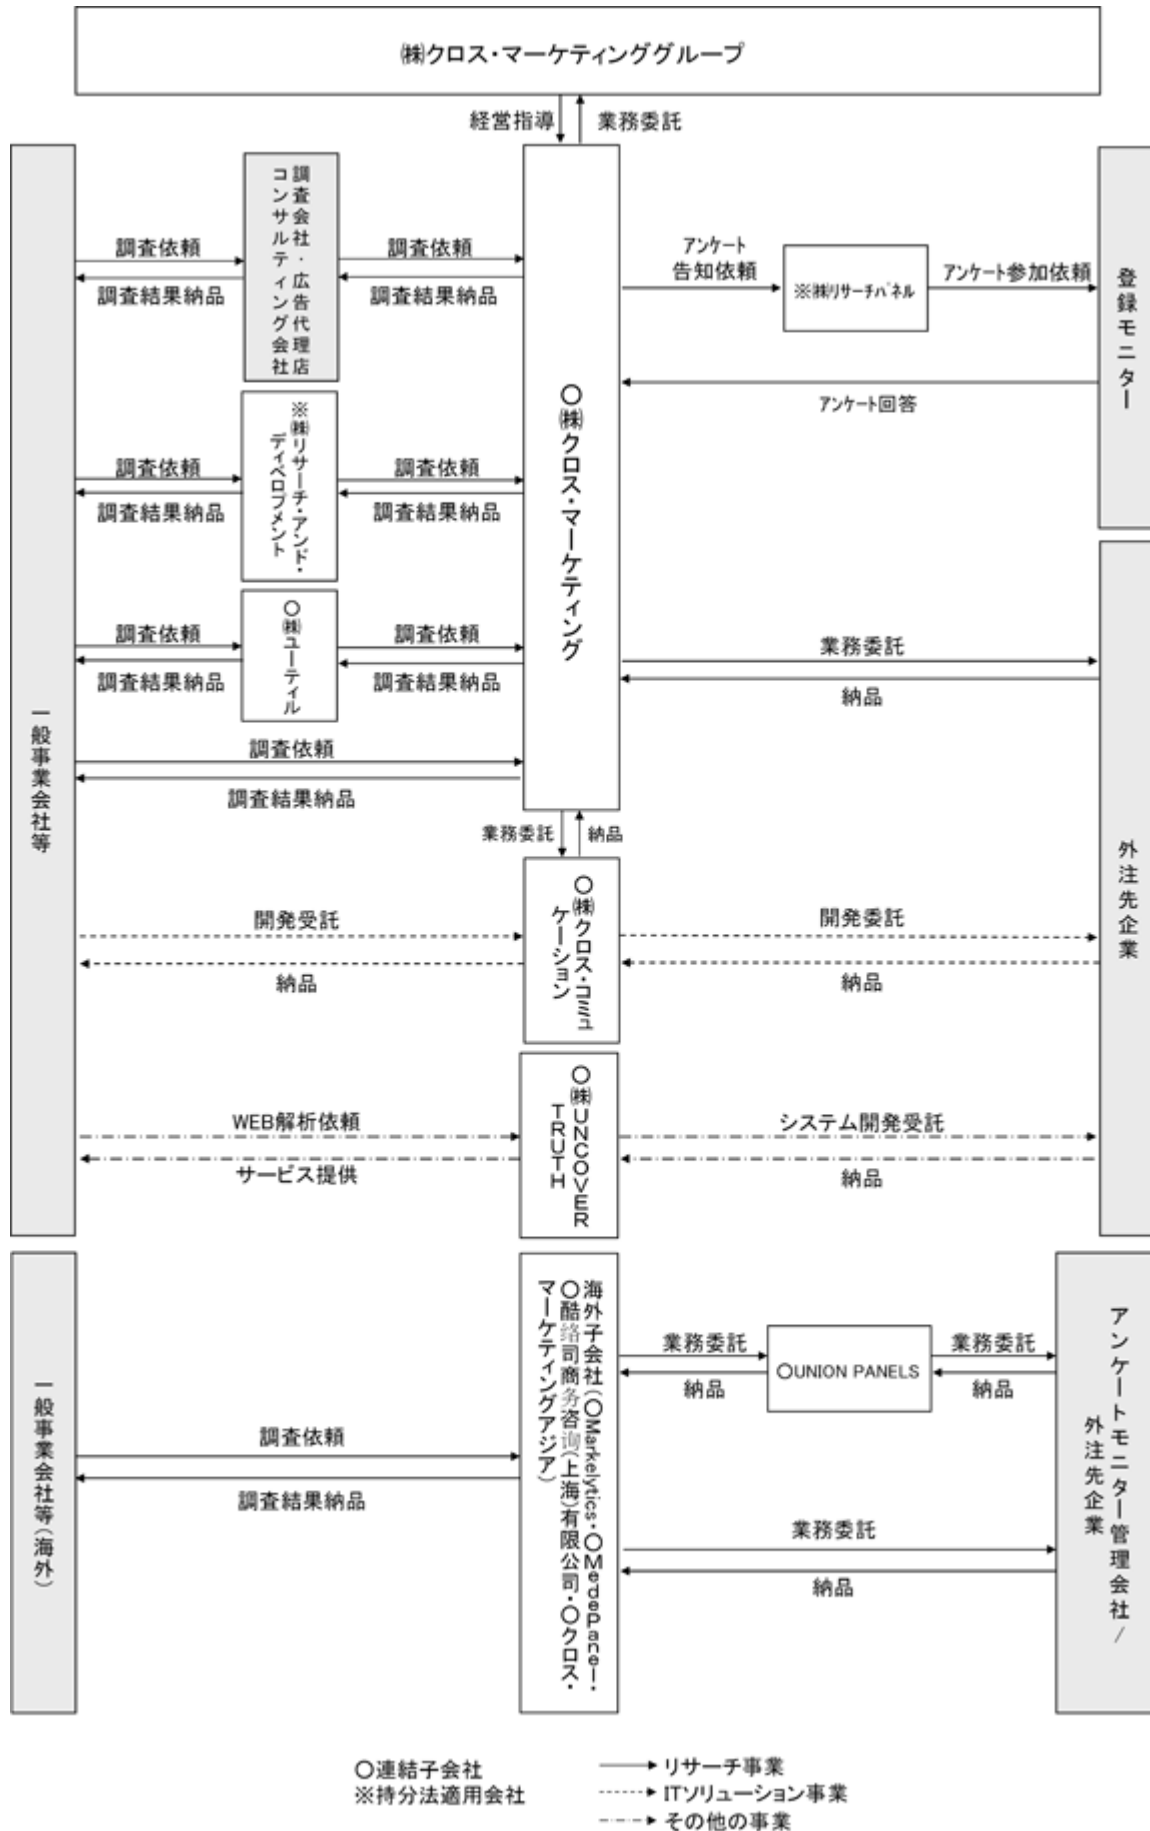 ㈱クロス・マーケティンググループ
経営指導
業務委託
一般事業会社等
調査依頼
調査結果納品
調査会社・広告代理店
コンサルティング会社
調査依頼
調査結果納品
調査依頼
調査結果納品
※㈱リサーチ・アンド・
ディベロプメント
調査依頼
調査結果納品
調査依頼
調査結果納品
〇㈱ユーティル
調査依頼
調査結果納品
調査依頼
調査結果納品
〇㈱クロス・マーケティング
アンケート
告知依頼
※㈱リサーチパネル
アンケート参加依頼
アンケート回答
登録モニター
業務委託
納品
外注先企業
業務委託
納品
開発受託
納品
〇㈱クロス・コミュニ
ケーション
開発委託
納品
WEB解析依頼
サービス提供
〇㈱UNCOVER
TRUTH
システム開発受託
納品
一般事業会社等(海外)
調査依頼
調査結果納品
海外子会社(〇Markelytics・〇MedePanel・
〇酷络司商务咨询(上海)有限公司・〇クロス・
マーケティングアジア)
業務委託
納品
〇UNION PANELS
業務委託
納品
業務委託
納品
アンケートモニター管理会社/
外注先企業
〇連結子会社
※持分法適用会社
リサーチ事業
ITソリューション事業
その他の事業